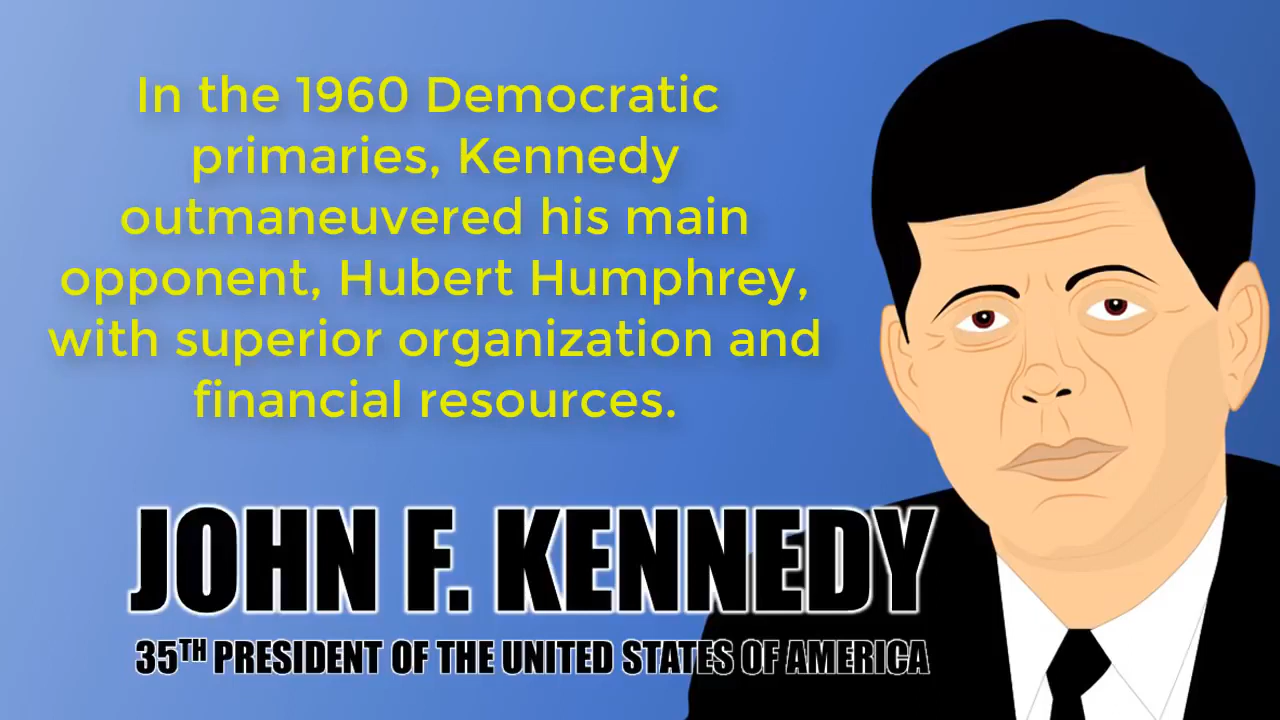 In the 1960 Democratic
primaries, Kennedy
outmaneuvered his main
opponent, Hubert Humphrey,
with superior organization and
financial resources.
JOHN F. KENNEDY
35TH PRESIDENT OF THE UNITED STATES OF AMERICA